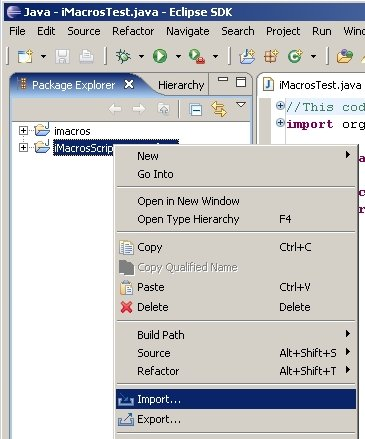 Java - iMacrosTest.java - Eclipse SDK
File Edit Source Refactor Navigate Search Project Run Window
Package Explorer Hierarchy iMacrosTest.java
//This cod
import org
imacros
iMacrosScrip
New
Go Into
Open in New Window
Open Type Hierarchy F4
Copy Ctrl+C
Copy Qualified Name
Paste Ctrl+V
Delete Delete
Build Path
Source Alt+Shift+S
Refactor Alt+Shift+T
Import...
Export...